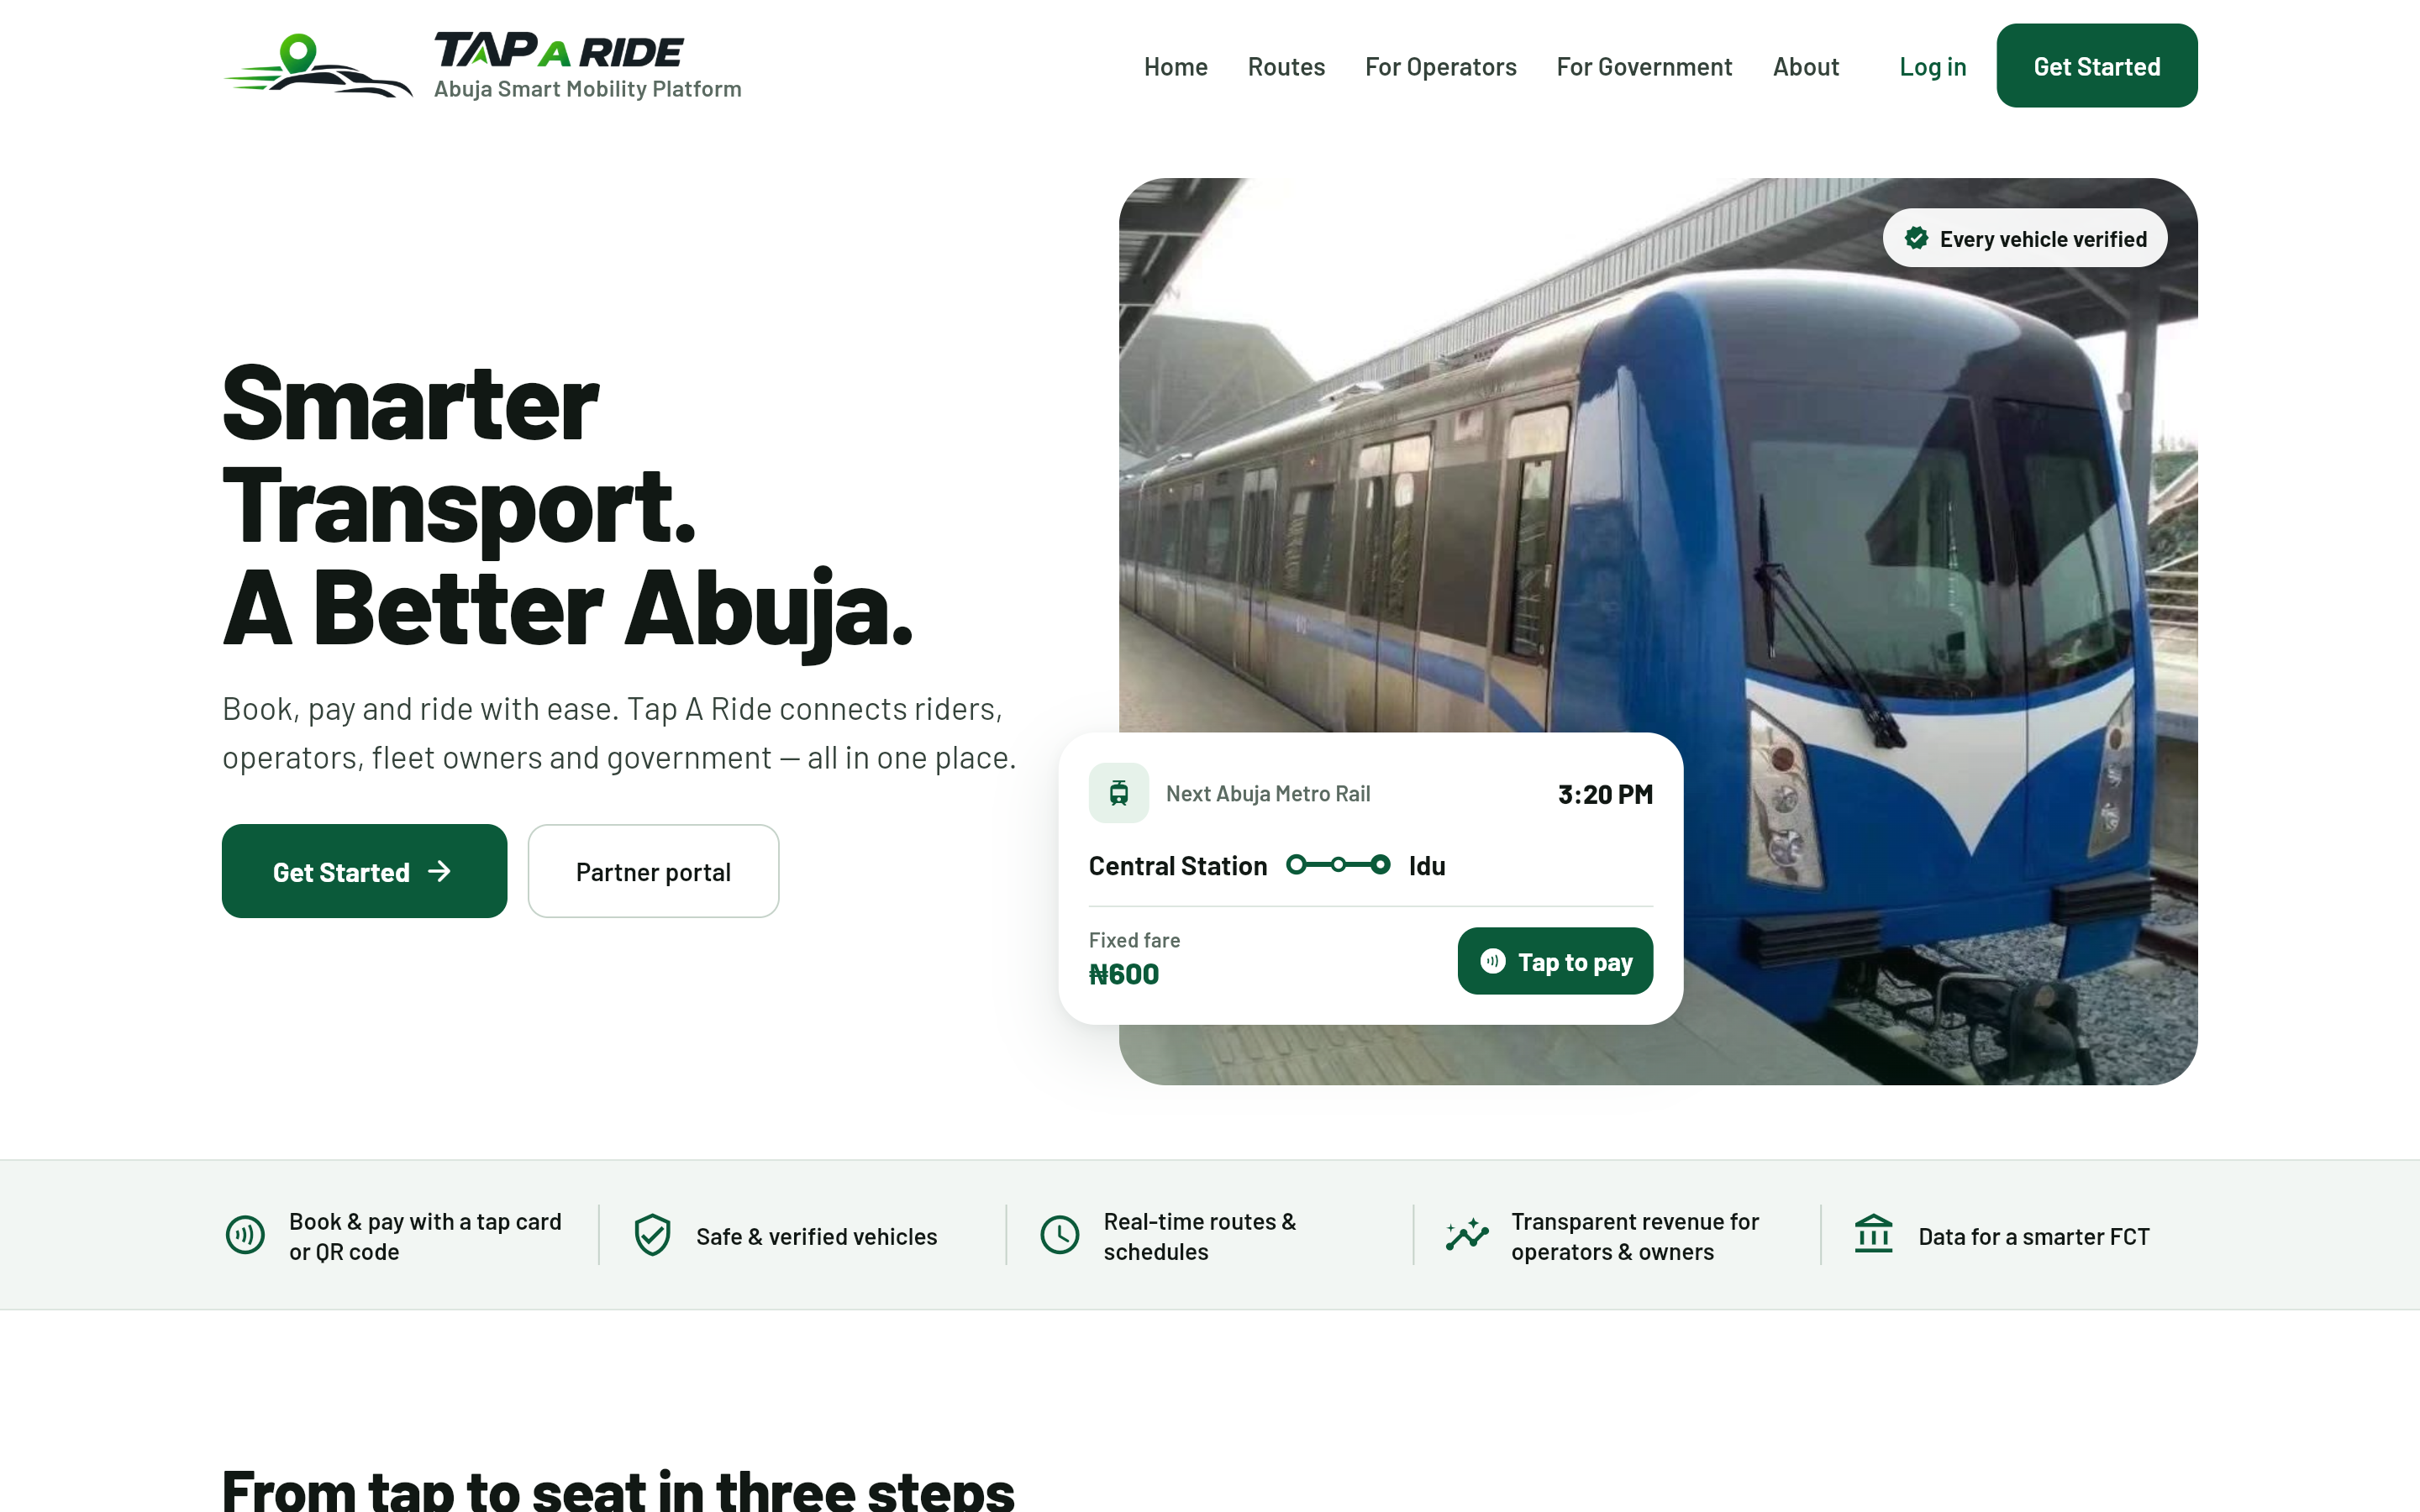 TAP A RIDE
Abuja Smart Mobility Platform
Home
Routes
For Operators
For Government
About
Log in
Get Started
Every vehicle verified
Smarter
Transport.
A Better Abuja.
Book, pay and ride with ease. Tap A Ride connects riders,
operators, fleet owners and government — all in one place.
Get Started
Partner portal
Next Abuja Metro Rail
3:20 PM
Central Station
Idu
Fixed fare
₦600
Tap to pay
Book & pay with a tap card
or QR code
Safe & verified vehicles
Real-time routes &
schedules
Transparent revenue for
operators & owners
Data for a smarter FCT
From tap to seat in three steps